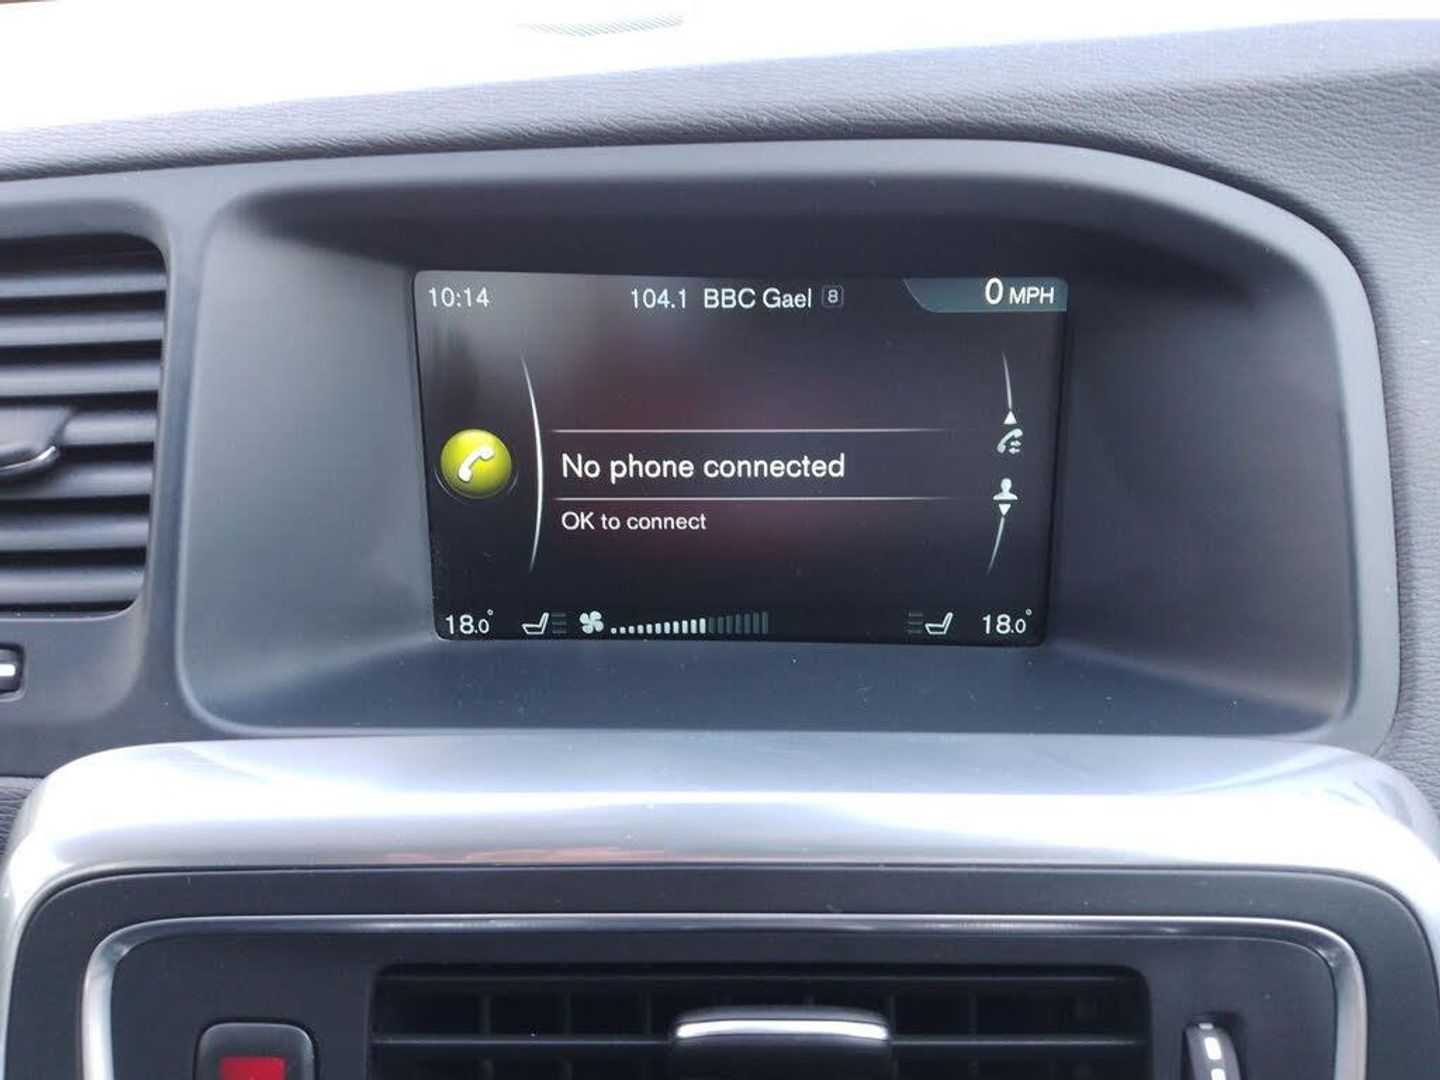 10:14 104.1 BBC Gael 8 0 MPH
No phone connected
OK to connect
18.0° 18.0°